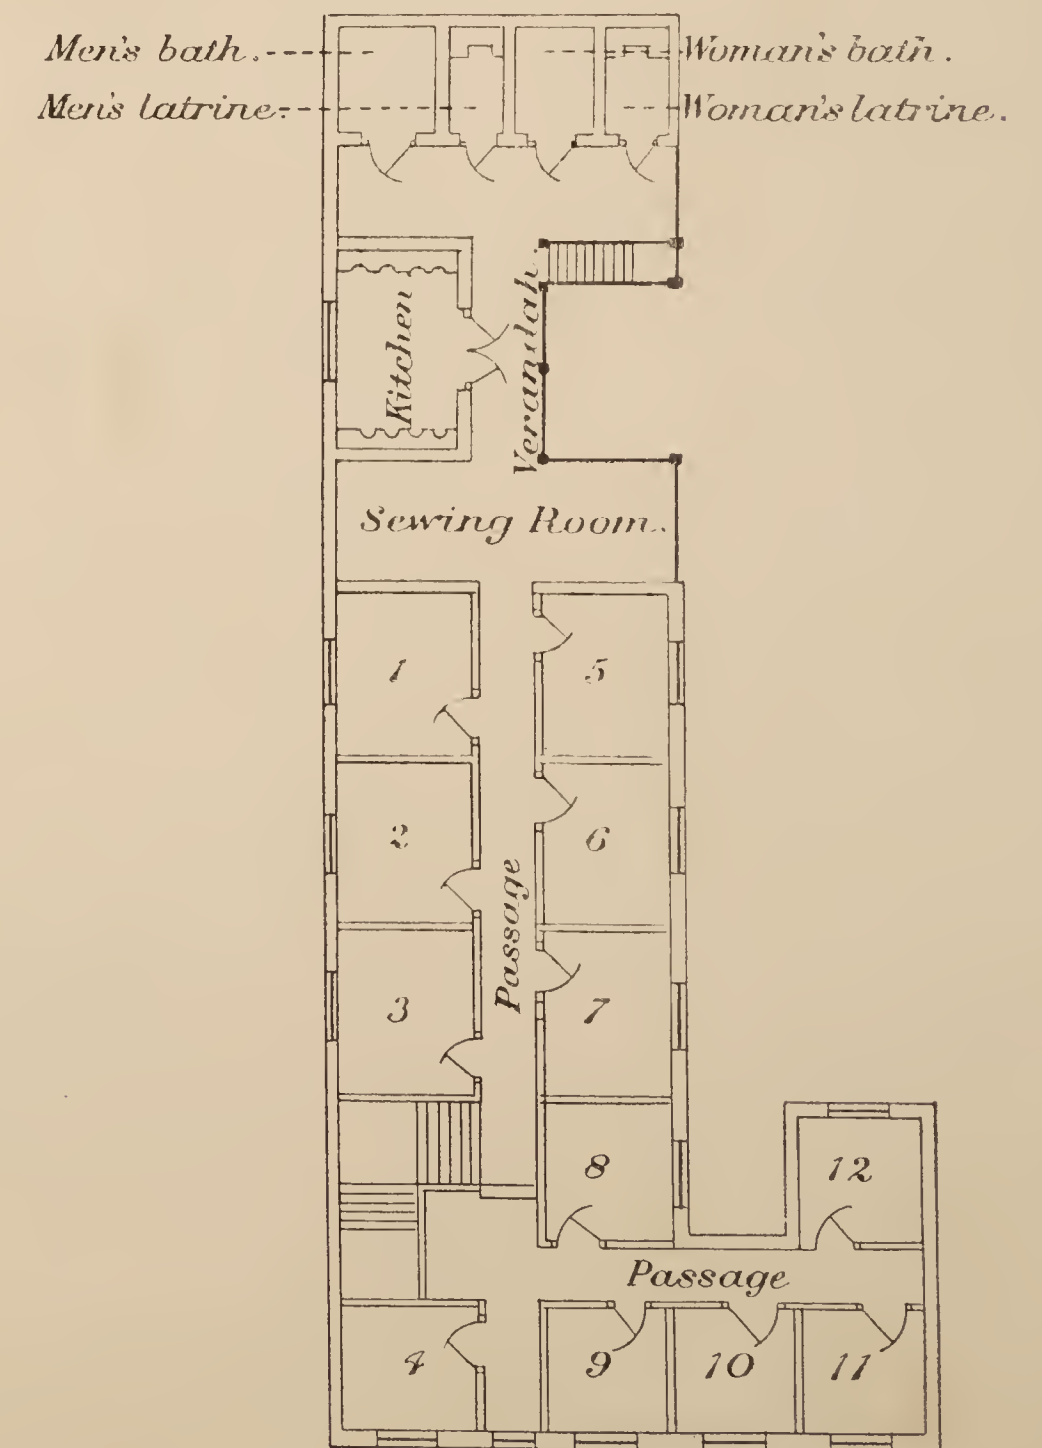 Men's bath.
Woman's bath.
Men's latrine.
Woman's latrine.
Kitchen
Verandah.
Sewing Room.
1
5
2
6
Passage
3
7
8
12
Passage
4
9
10
11